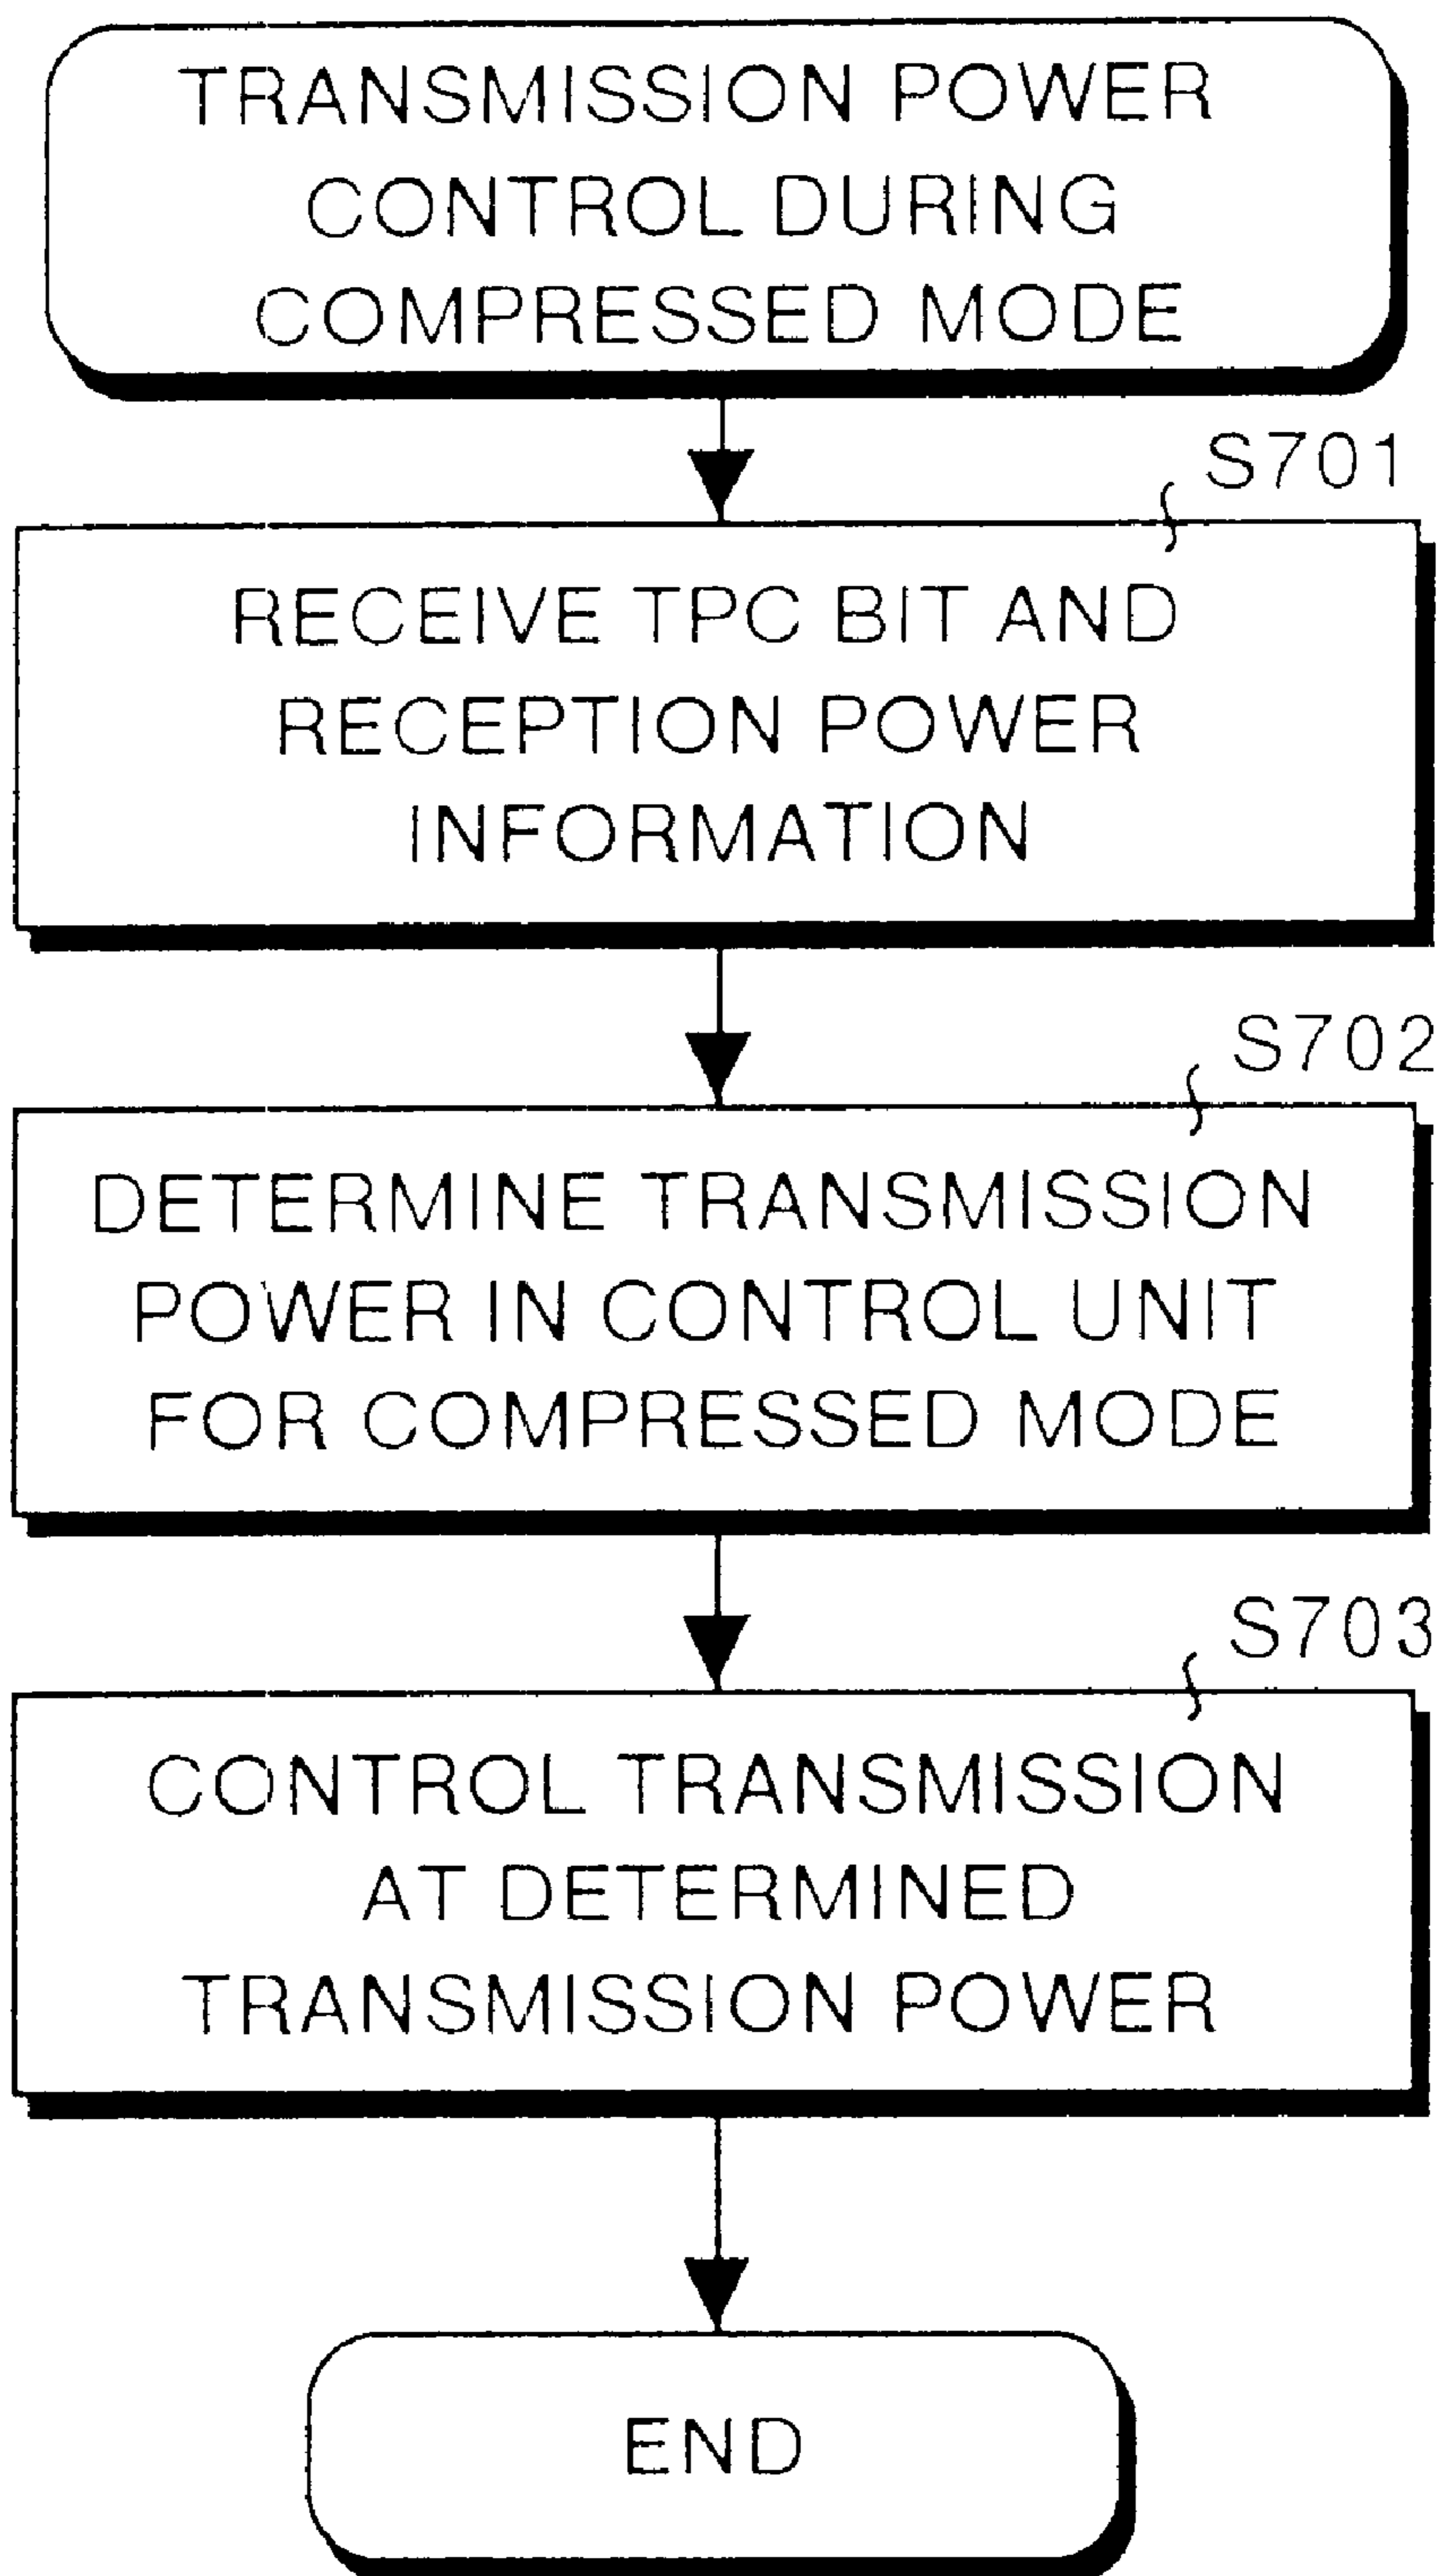 TRANSMISSION POWER
CONTROL DURING
COMPRESSED MODE
S701
RECEIVE TPC BIT AND
RECEPTION POWER
INFORMATION
S702
DETERMINE TRANSMISSION
POWER IN CONTROL UNIT
FOR COMPRESSED MODE
S703
CONTROL TRANSMISSION
AT DETERMINED
TRANSMISSION POWER
END